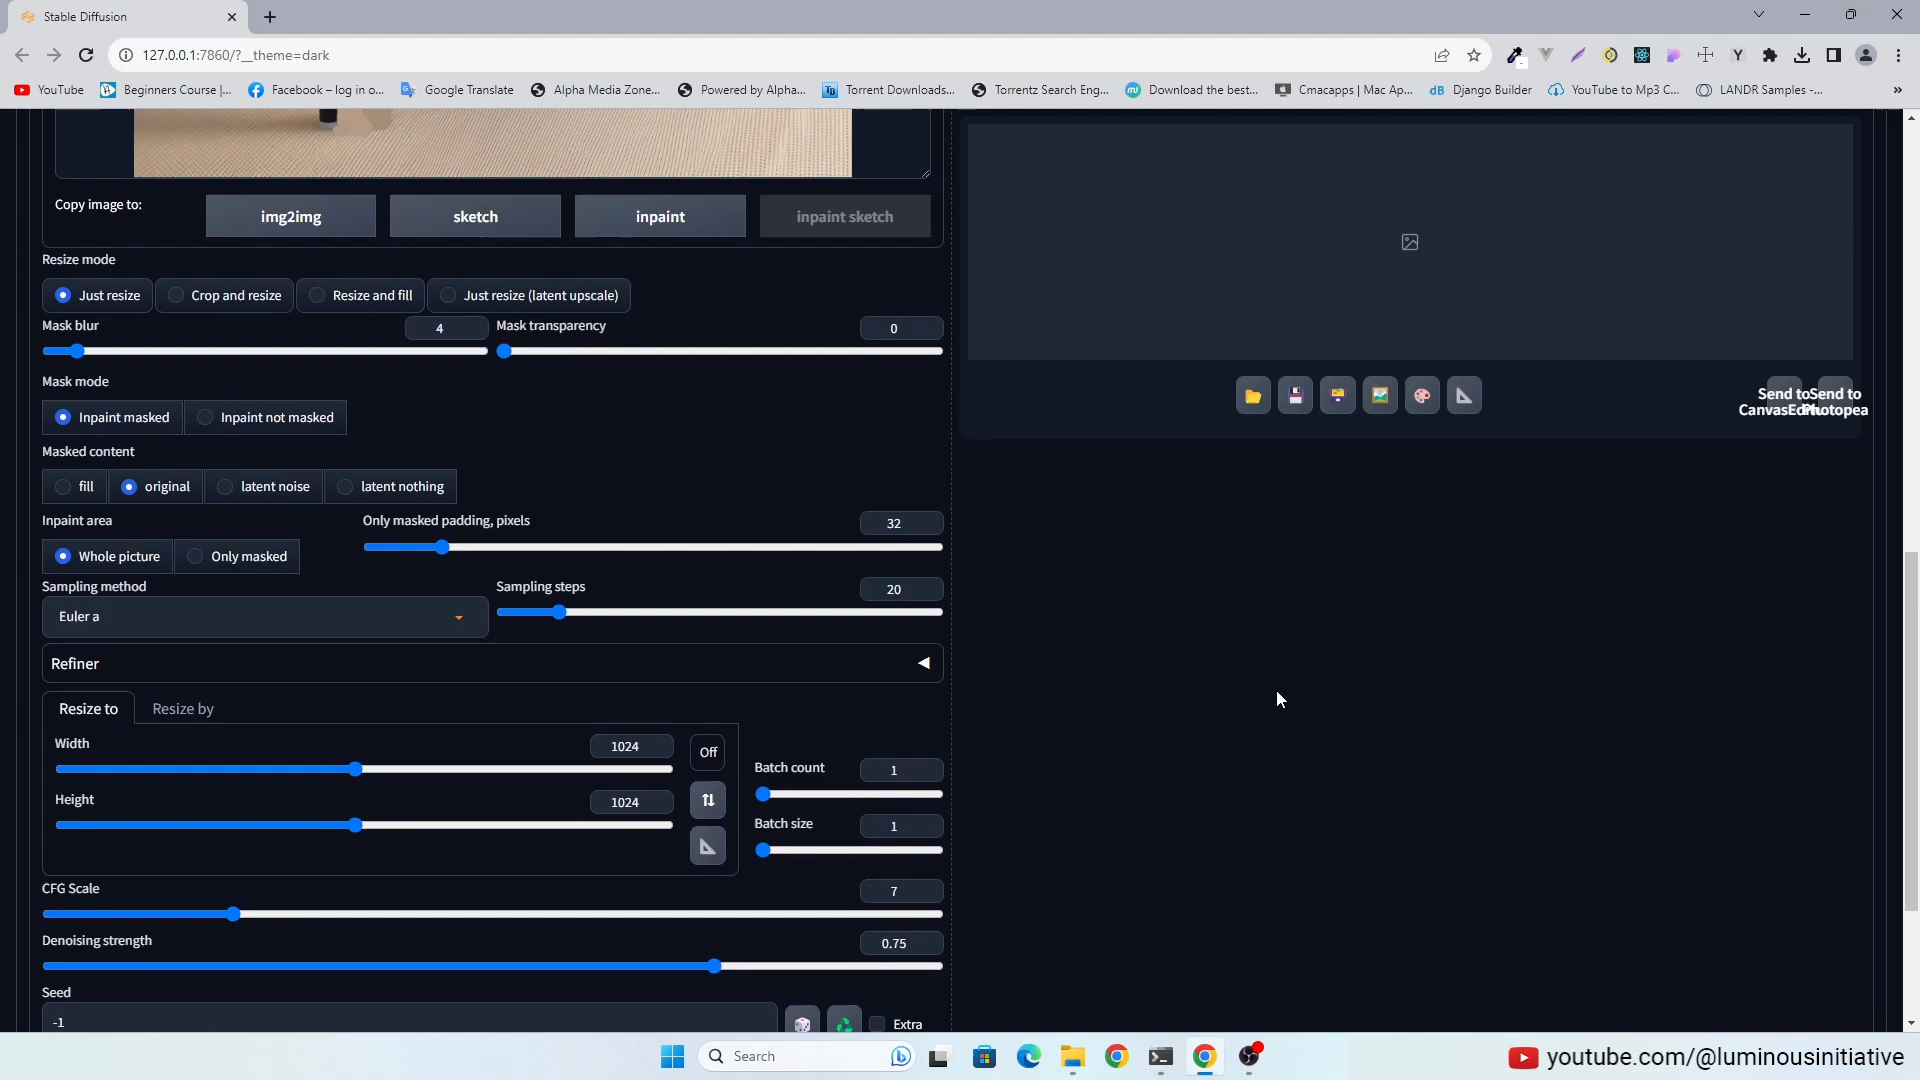 Stable Diffusion
127.0.0.1:7860/?__theme=dark
YouTube
Beginners Course |...
Facebook – log in o...
Google Translate
Alpha Media Zone...
Powered by Alpha...
Torrent Downloads...
Torrentz Search Eng...
Download the best...
Cmacapps | Mac Ap...
Django Builder
YouTube to Mp3 C...
LANDR Samples -...
Copy image to:
img2img
sketch
inpaint
inpaint sketch
Resize mode
Just resize
Crop and resize
Resize and fill
Just resize (latent upscale)
Mask blur
4
Mask transparency
0
Mask mode
Inpaint masked
Inpaint not masked
Masked content
fill
original
latent noise
latent nothing
Inpaint area
Whole picture
Only masked
Only masked padding, pixels
32
Sampling method
Euler a
Sampling steps
20
Refiner
Resize to
Resize by
Width
1024
Off
Height
1024
Batch count
1
Batch size
1
CFG Scale
7
Denoising strength
0.75
Seed
-1
Extra
Send to
Send to
Photopea
Search
youtube.com/@luminousinitiative